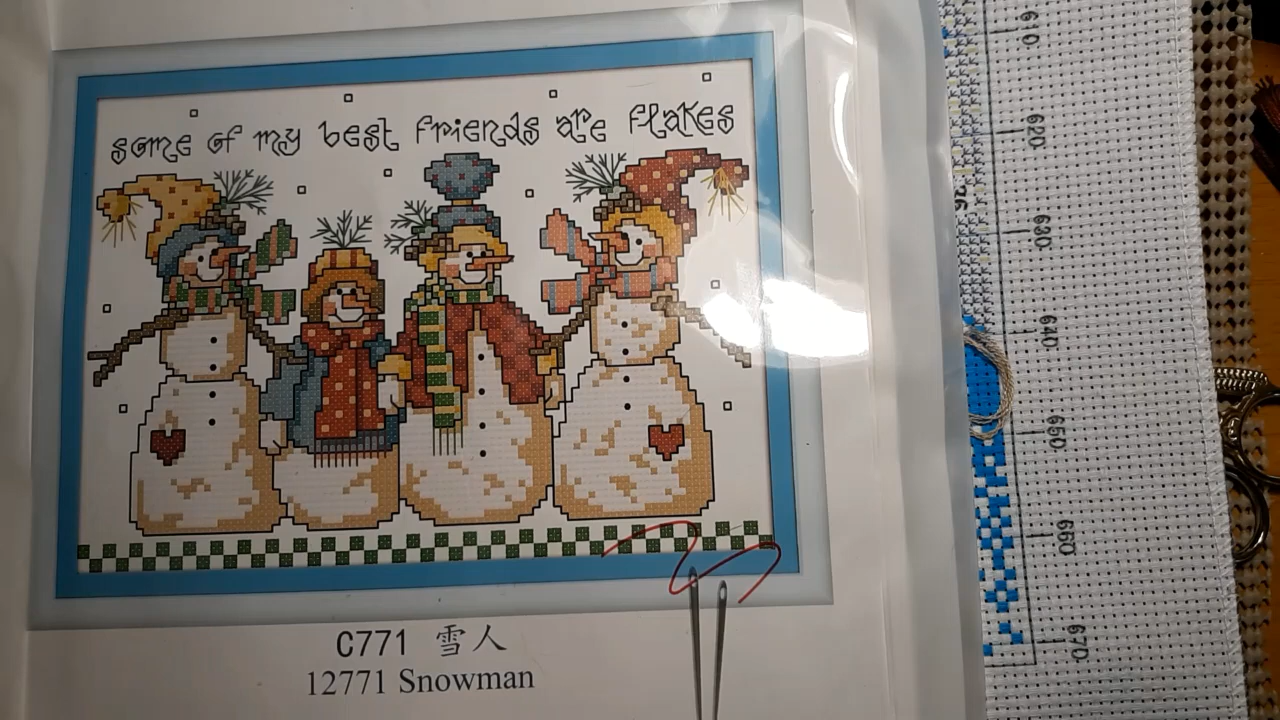 some of my best friends are flakes
C771 雪人
12771 Snowman
610
620
630
640
650
660
670